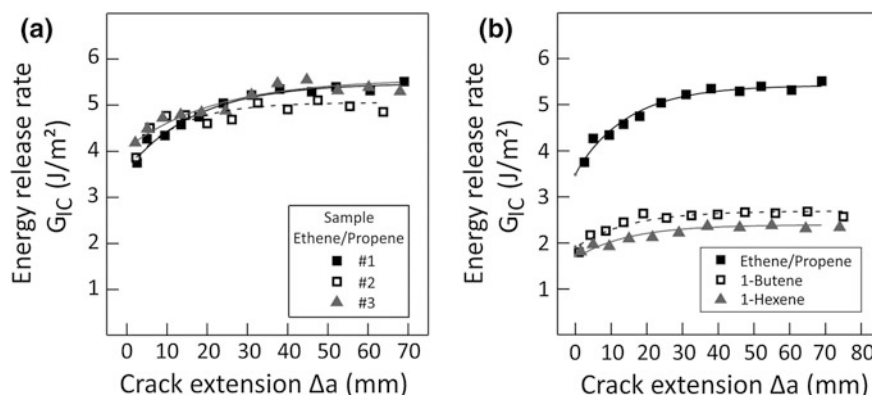 (a)
Energy release rate
G_IC (J/m²)
6
5
4
3
2
1
Sample
Ethene/Propene
#1
#2
#3
0 10 20 30 40 50 60 70
Crack extension Δa (mm)
(b)
Energy release rate
G_IC (J/m²)
6
5
4
3
2
1
Ethene/Propene
1-Butene
1-Hexene
0 10 20 30 40 50 60 70 80
Crack extension Δa (mm)